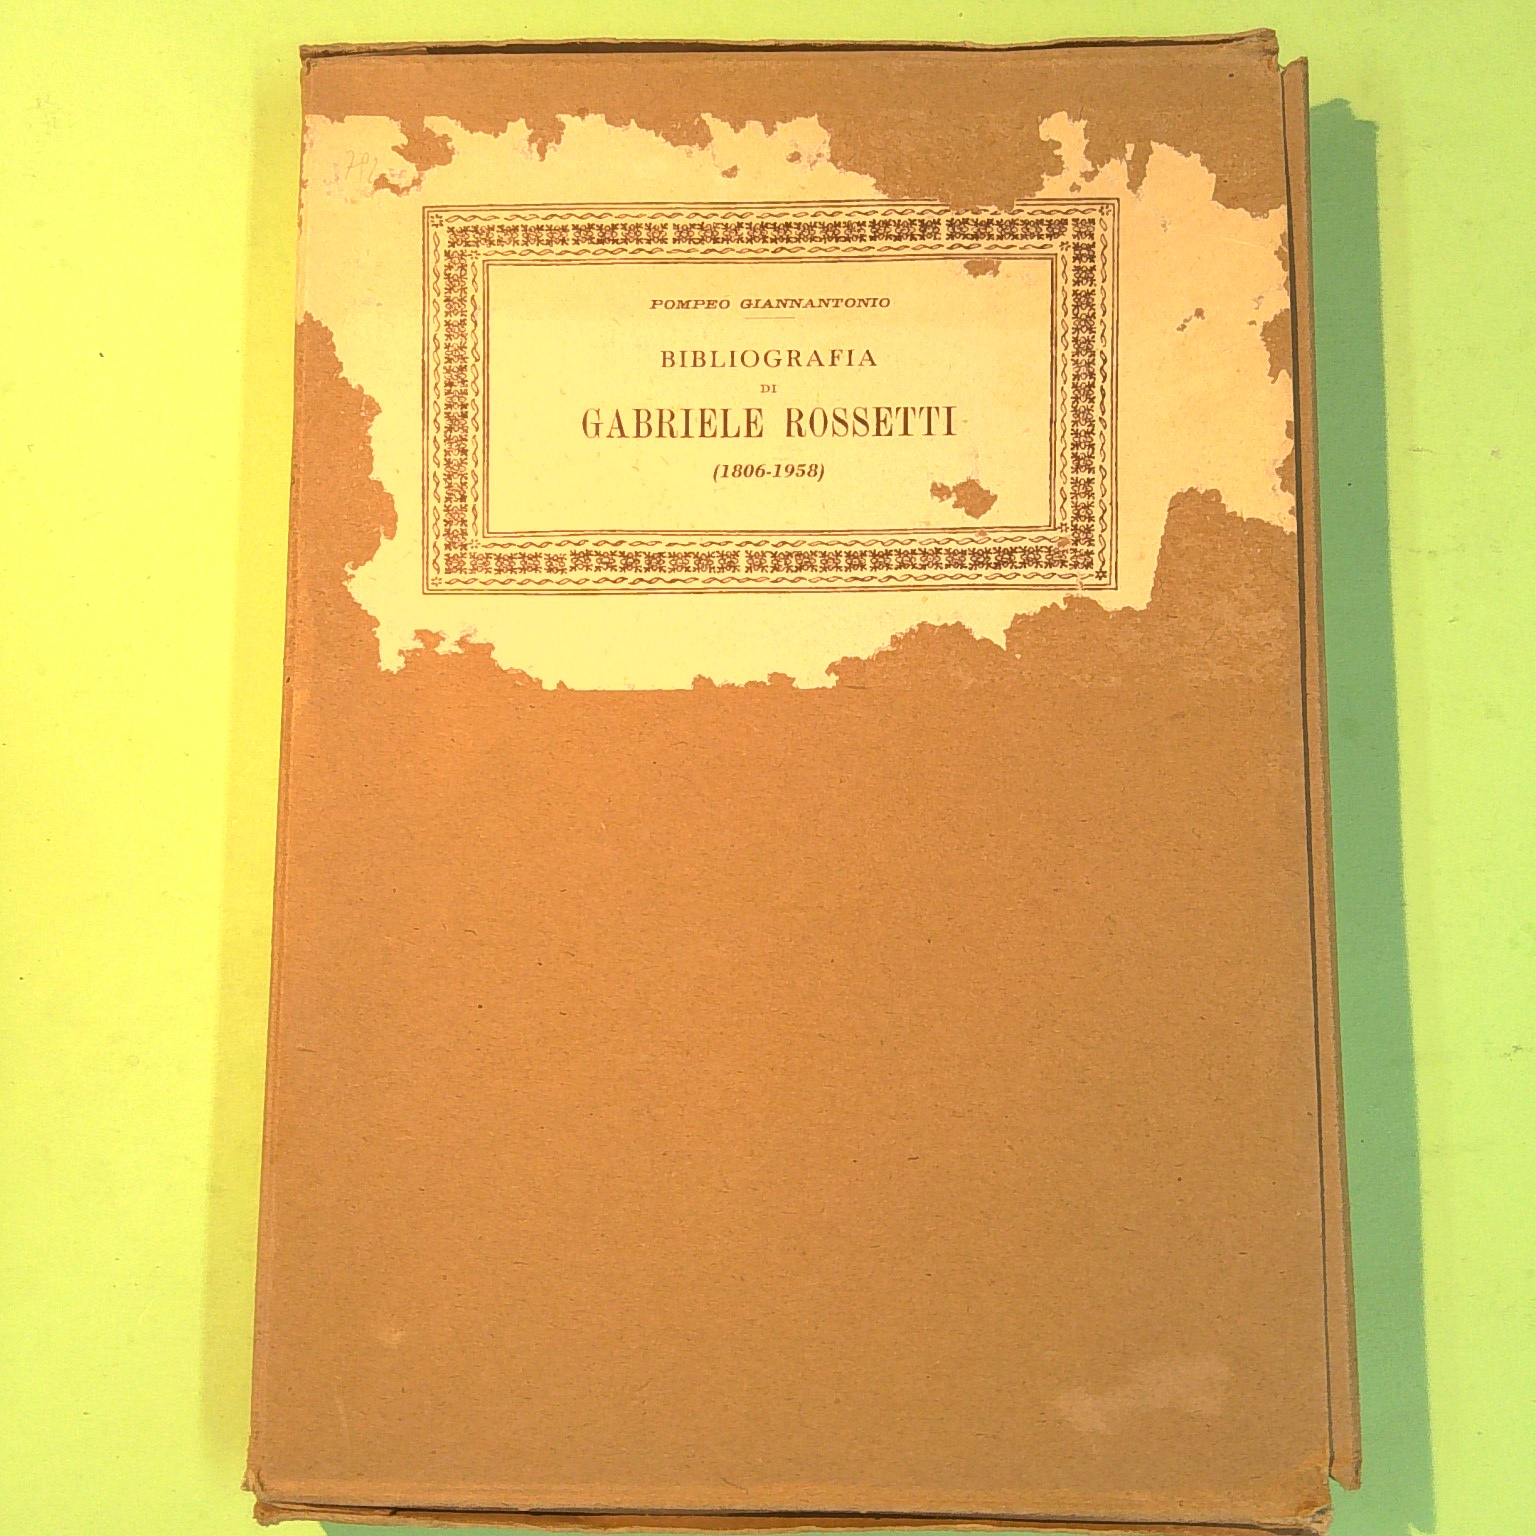 POMPEO GIANNANTONIO
BIBLIOGRAFIA
DI
GABRIELE ROSSETTI
(1806-1958)